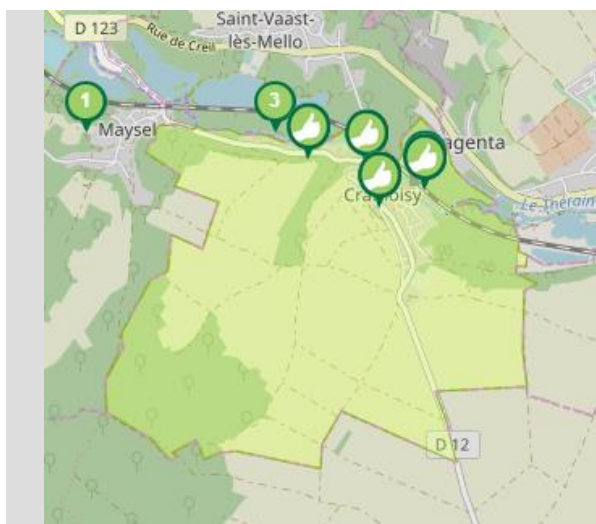 D 123
Saint-Vaast-
lès-Mello
Rue de Creil
1
3
Maysel
agenta
Cramoisy
Le Thérain
D 12